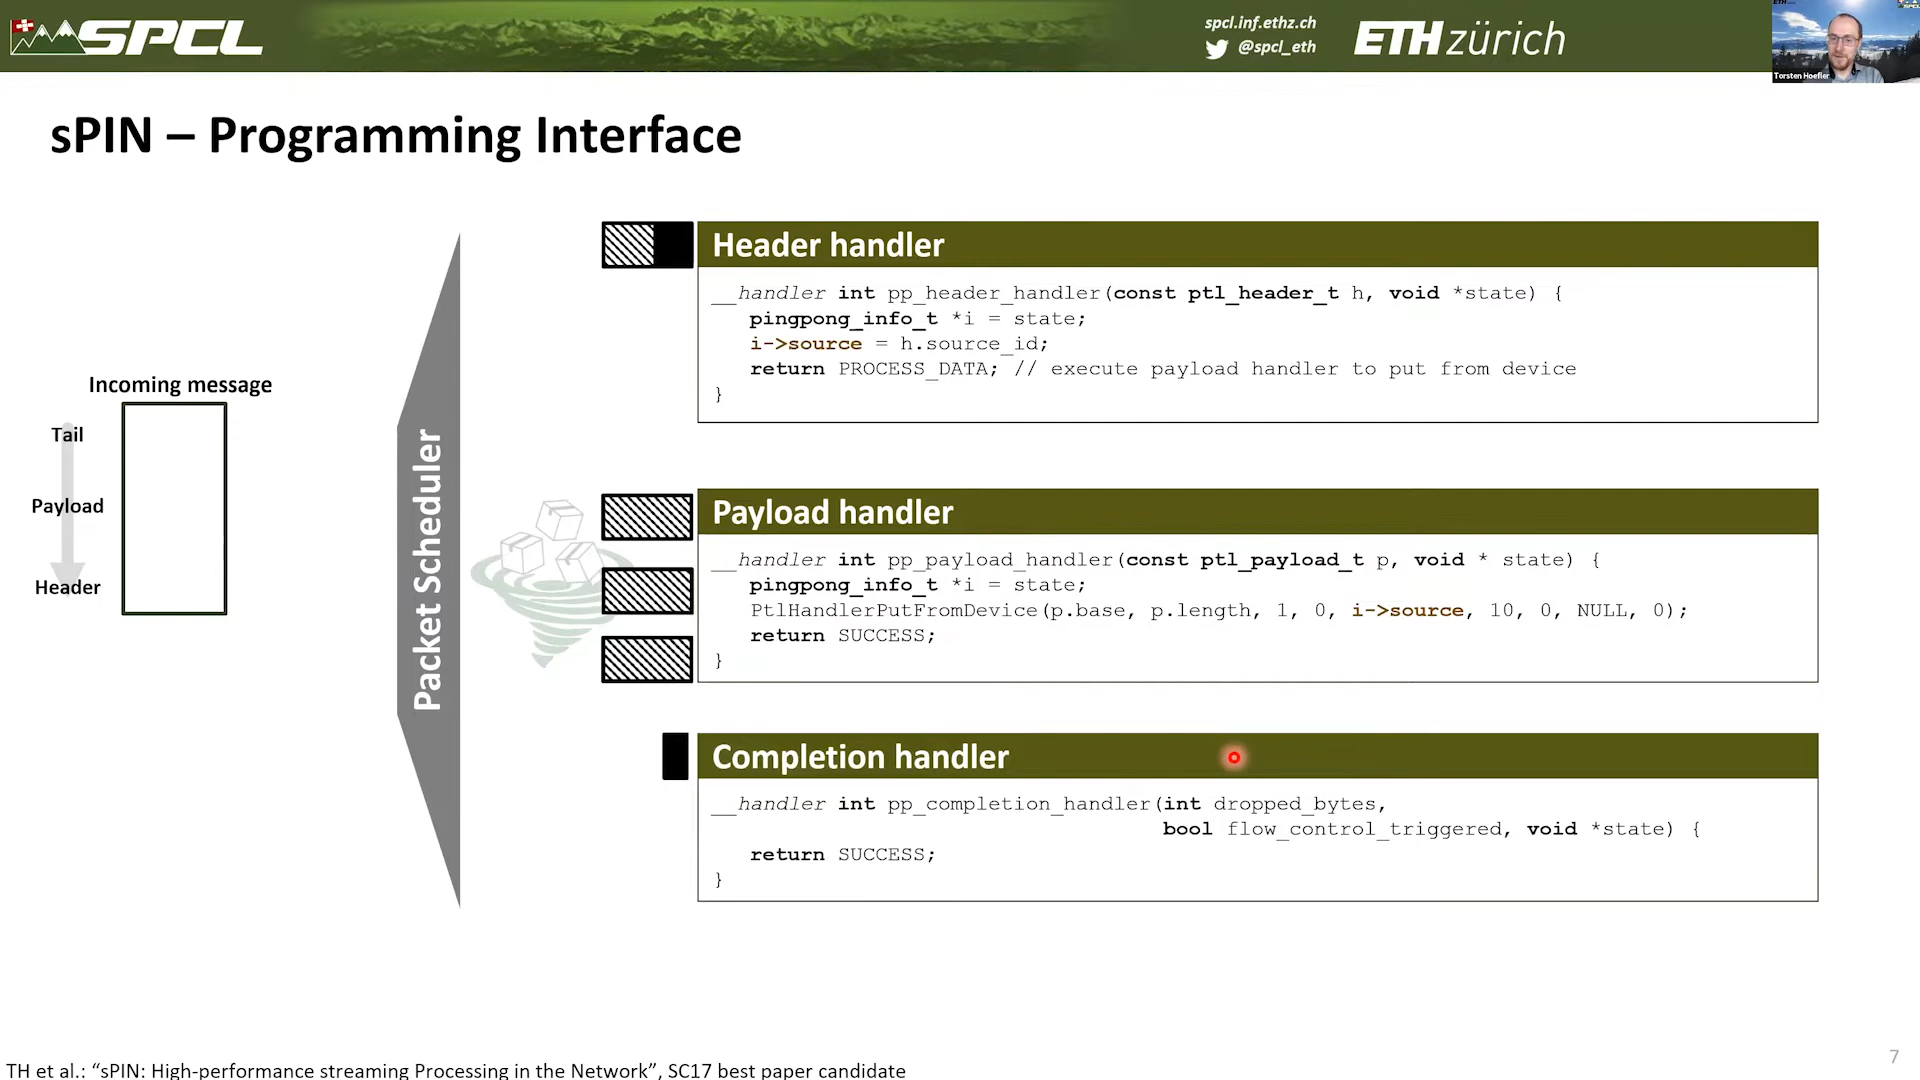 SPCL
spcl.inf.ethz.ch
@spcl_eth
ETH zürich
Torsten Hoefler
sPIN – Programming Interface
Incoming message
Tail
Payload
Header
Packet Scheduler
Header handler
__handler int pp_header_handler(const ptl_header_t h, void *state) {
pingpong_info_t *i = state;
i->source = h.source_id;
return PROCESS_DATA; // execute payload handler to put from device
}
Payload handler
__handler int pp_payload_handler(const ptl_payload_t p, void * state) {
pingpong_info_t *i = state;
PtlHandlerPutFromDevice(p.base, p.length, 1, 0, i->source, 10, 0, NULL, 0);
return SUCCESS;
}
Completion handler
__handler int pp_completion_handler(int dropped_bytes,
bool flow_control_triggered, void *state) {
return SUCCESS;
}
TH et al.: “sPIN: High-performance streaming Processing in the Network”, SC17 best paper candidate
7